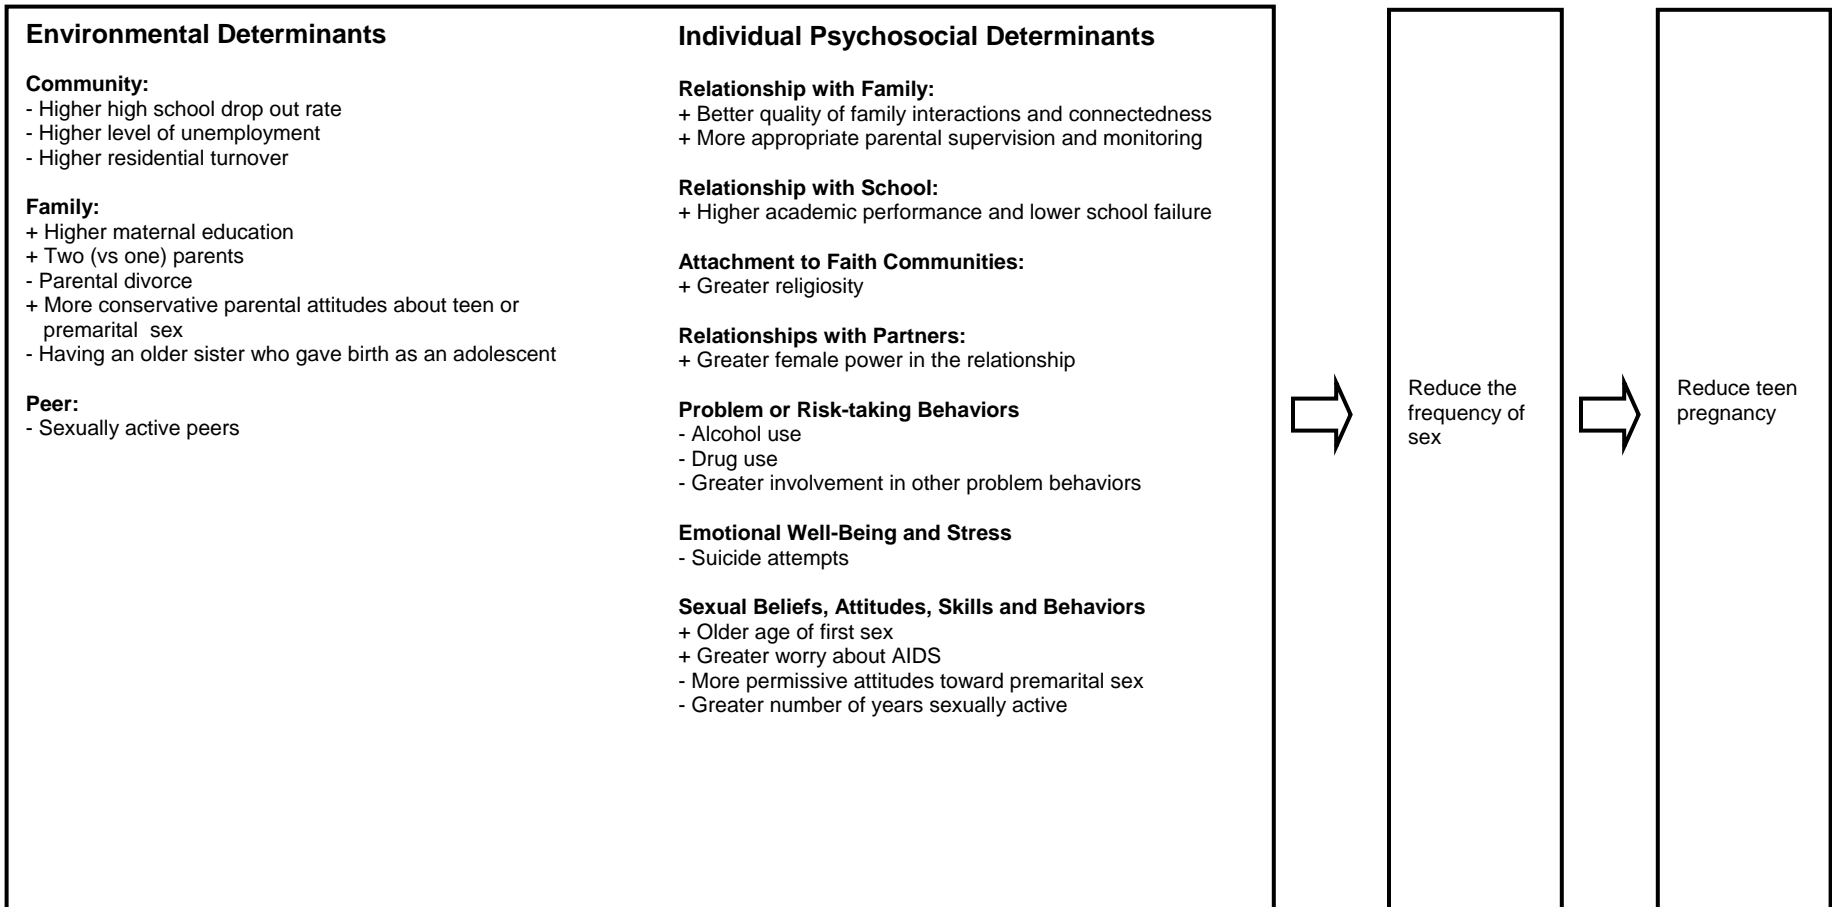 Environmental Determinants
Community:
- Higher high school drop out rate
- Higher level of unemployment
- Higher residential turnover
Family:
+ Higher maternal education
+ Two (vs one) parents
- Parental divorce
+ More conservative parental attitudes about teen or
premarital  sex
- Having an older sister who gave birth as an adolescent
Peer:
- Sexually active peers
Individual Psychosocial Determinants
Relationship with Family:
+ Better quality of family interactions and connectedness
+ More appropriate parental supervision and monitoring
Relationship with School:
+ Higher academic performance and lower school failure
Attachment to Faith Communities:
+ Greater religiosity
Relationships with Partners:
+ Greater female power in the relationship
Problem or Risk-taking Behaviors
- Alcohol use
- Drug use
- Greater involvement in other problem behaviors
Emotional Well-Being and Stress
- Suicide attempts
Sexual Beliefs, Attitudes, Skills and Behaviors
+ Older age of first sex
+ Greater worry about AIDS
- More permissive attitudes toward premarital sex
- Greater number of years sexually active
Reduce the
frequency of
sex
Reduce teen
pregnancy